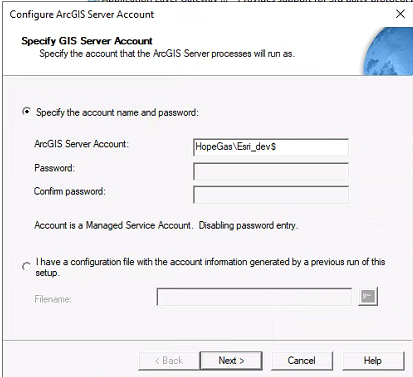 Configure ArcGIS Server Account
Specify GIS Server Account
Specify the account that the ArcGIS Server processes will run as.
Specify the account name and password:
ArcGIS Server Account:
HopeGas\Esri_dev$
Password:
Confirm password:
Account is a Managed Service Account. Disabling password entry.
I have a configuration file with the account information generated by a previous run of this
setup.
Filename:
< Back
Next >
Cancel
Help